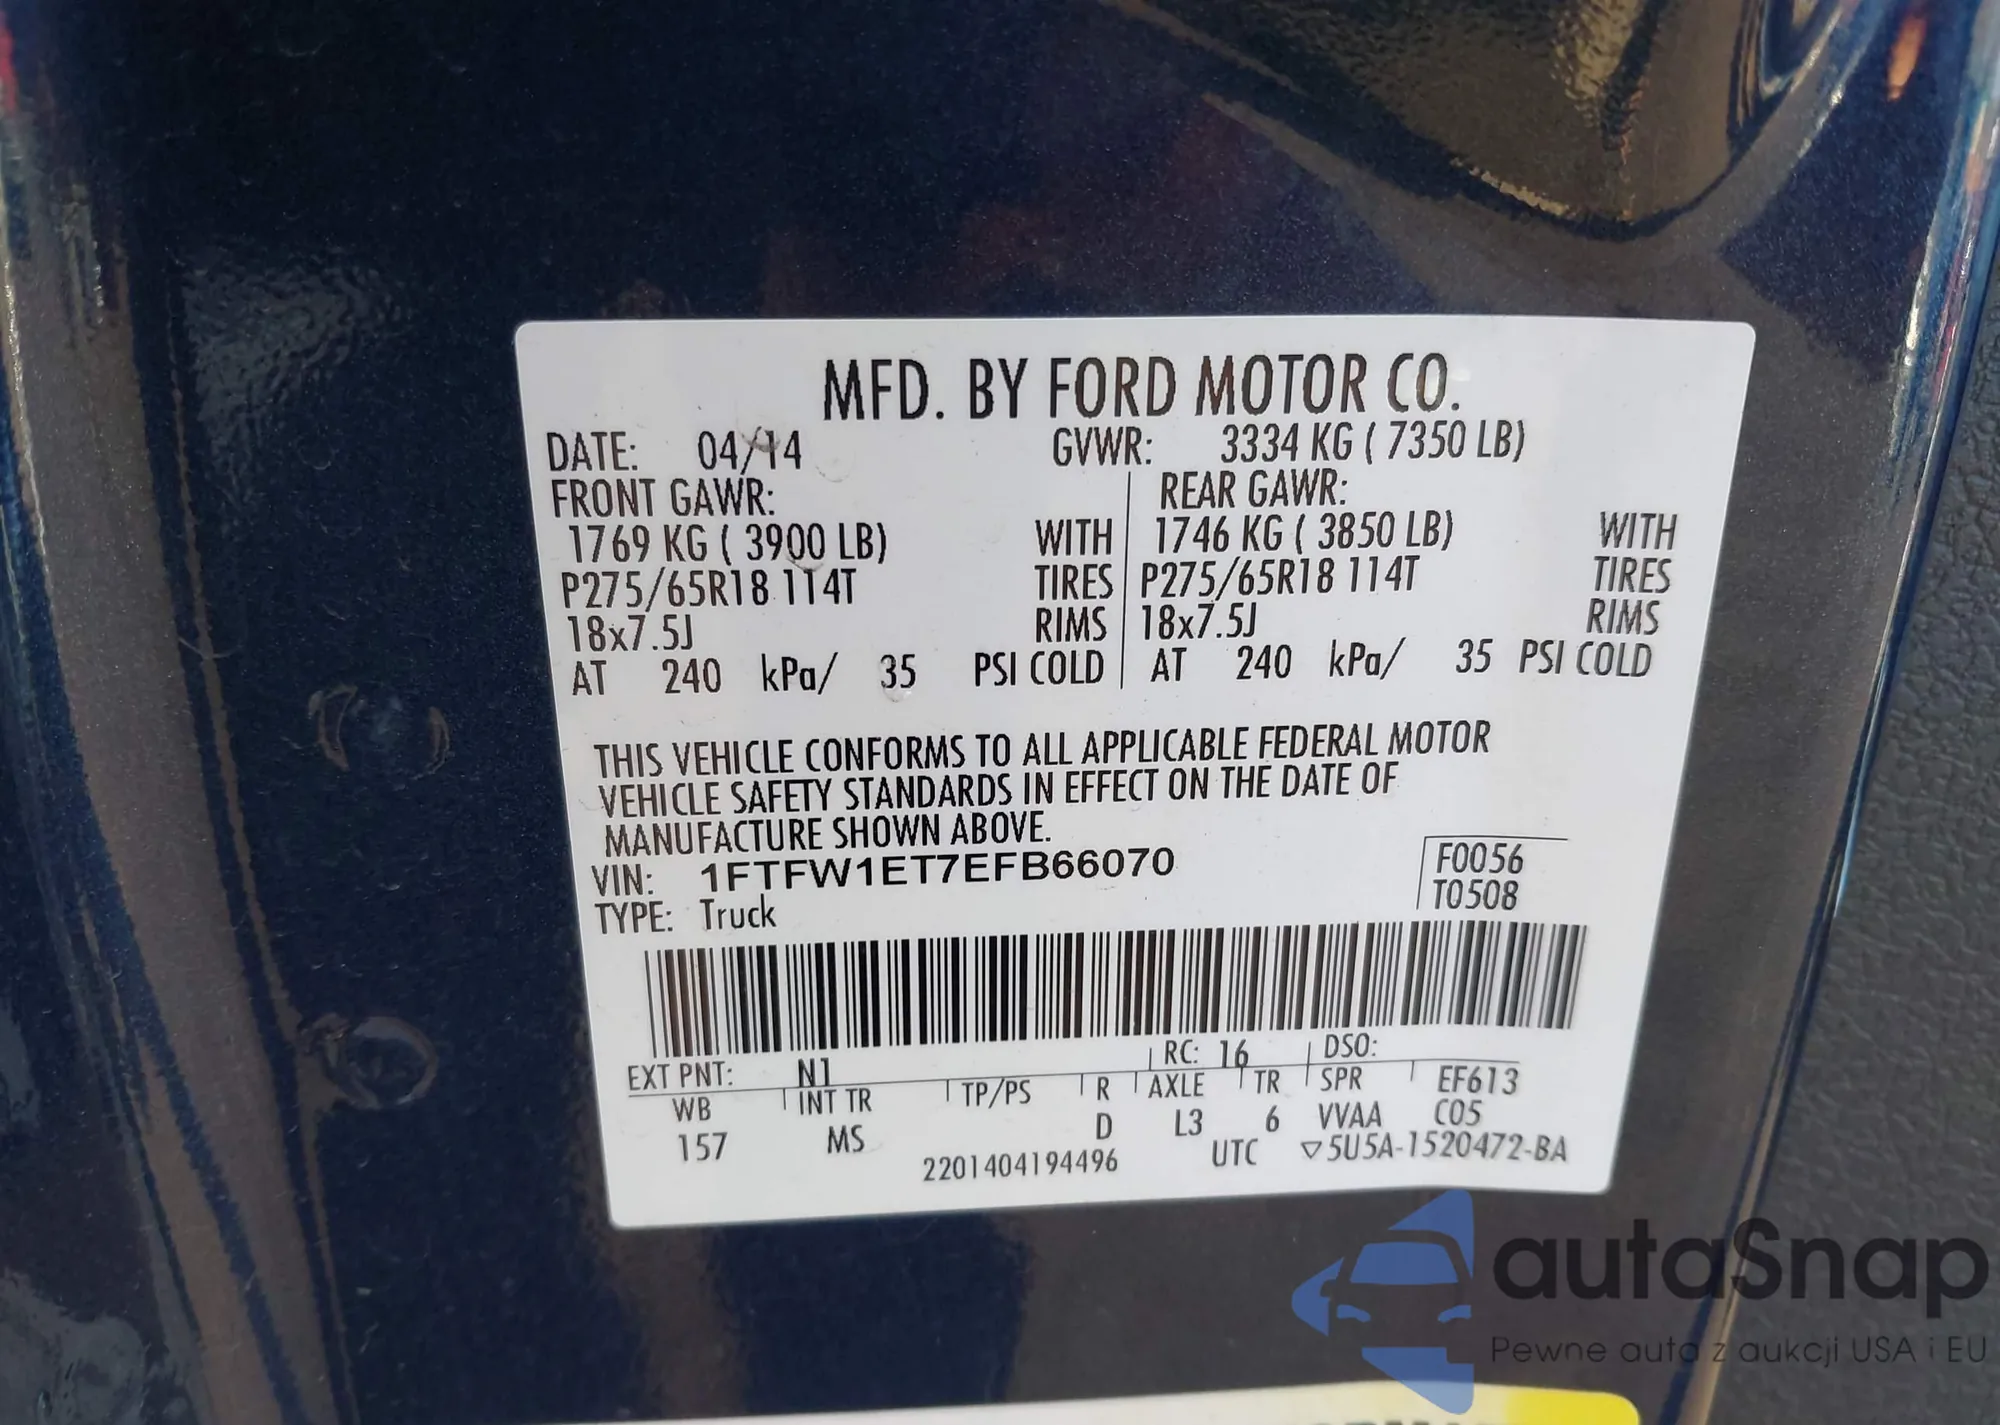 MFD. BY FORD MOTOR CO.
DATE: 04/14 GVWR: 3334 KG ( 7350 LB)
FRONT GAWR: REAR GAWR:
1769 KG ( 3900 LB) WITH 1746 KG ( 3850 LB) WITH
P275/65R18 114T TIRES P275/65R18 114T TIRES
18x7.5J RIMS 18x7.5J RIMS
AT 240 kPa/ 35 PSI COLD AT 240 kPa/ 35 PSI COLD
THIS VEHICLE CONFORMS TO ALL APPLICABLE FEDERAL MOTOR
VEHICLE SAFETY STANDARDS IN EFFECT ON THE DATE OF
MANUFACTURE SHOWN ABOVE.
VIN: 1FTFW1ET7EFB66070 F0056
TYPE: Truck T0508
EXT PNT: N1 RC: 16 DSO:
WB INT TR TP/PS R AXLE TR SPR EF613
157 MS D L3 6 VVAA C05
2201404194496 UTC ▽5U5A-1520472-BA
autaSnap
Pewne auta z aukcji USA i EU